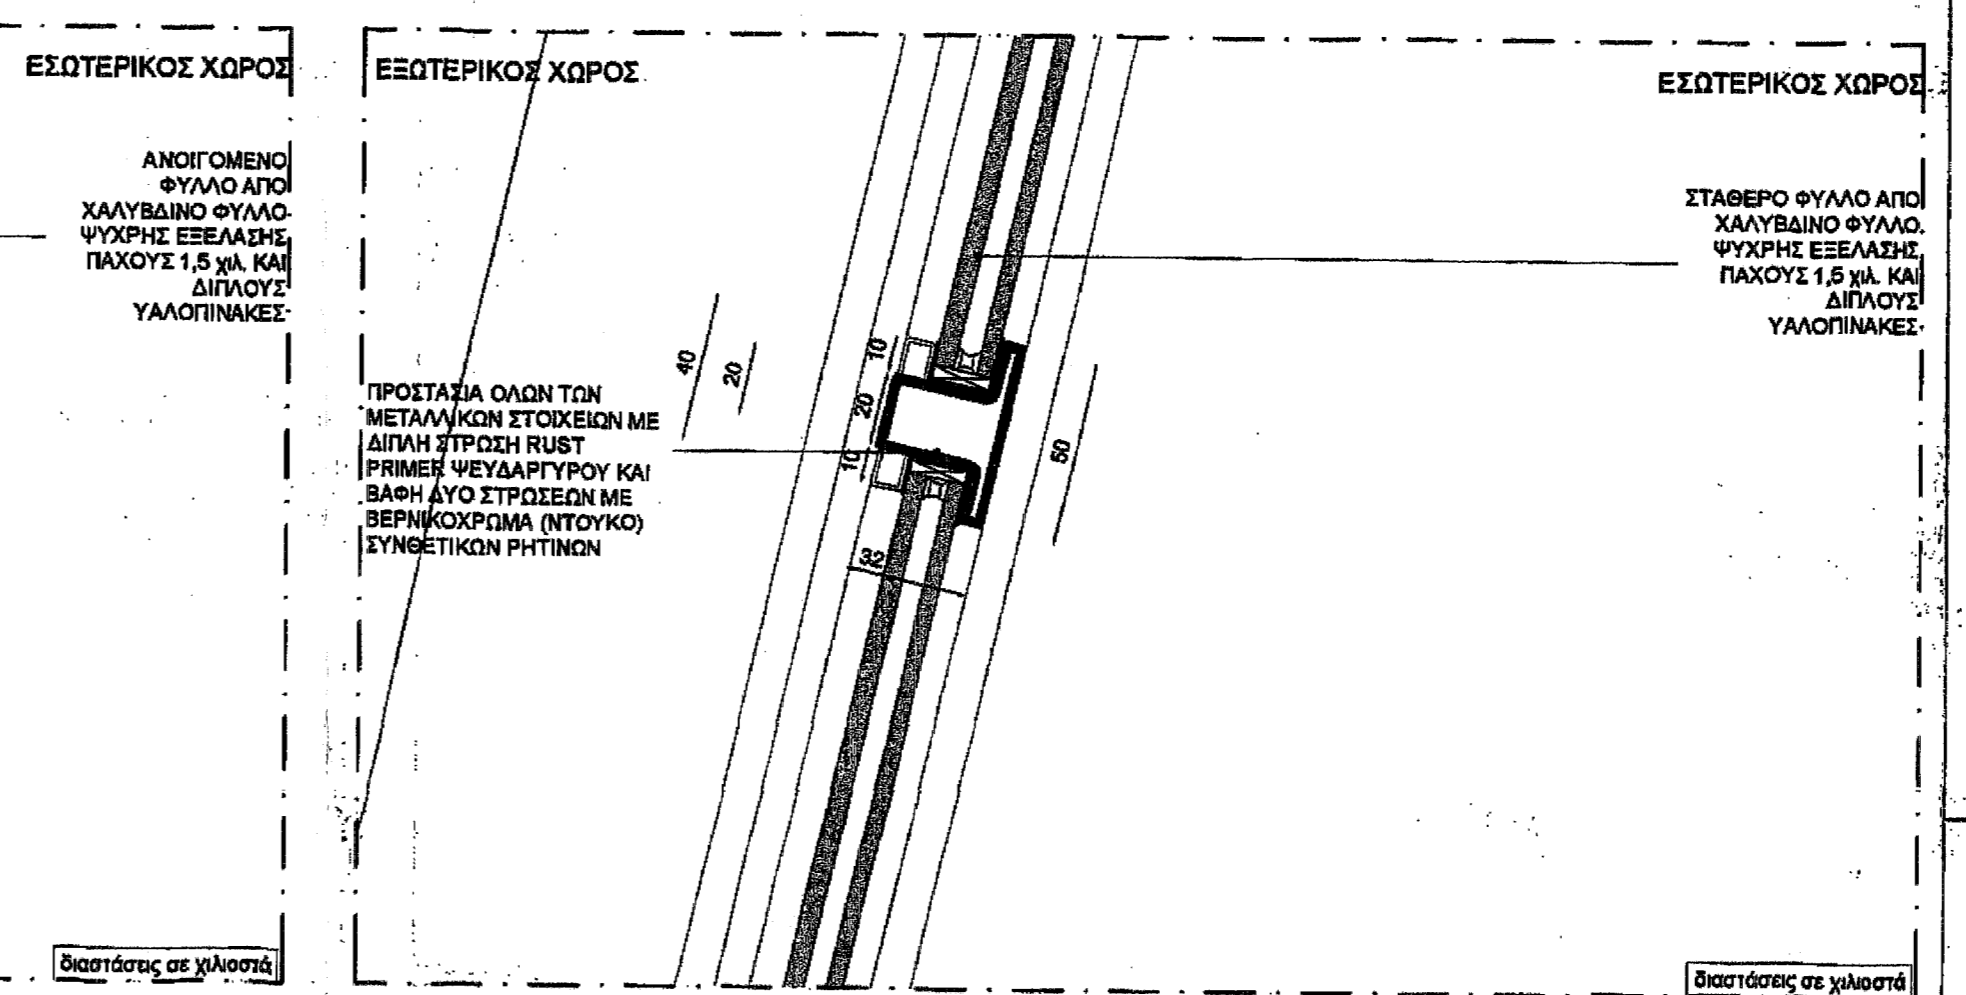 ΕΣΩΤΕΡΙΚΟΣ ΧΩΡΟΣ
ΑΝΟΙΓΟΜΕΝΟ
ΦΥΛΛΟ ΑΠΟ
ΧΑΛΥΒΔΙΝΟ ΦΥΛΛΟ
ΨΥΧΡΗΣ ΕΞΕΛΑΣΗΣ
ΠΑΧΟΥΣ 1,5 χιλ. ΚΑΙ
ΔΙΠΛΟΥΣ
ΥΑΛΟΠΙΝΑΚΕΣ
διαστάσεις σε χιλιοστά
ΕΞΩΤΕΡΙΚΟΣ ΧΩΡΟΣ
ΠΡΟΣΤΑΣΙΑ ΟΛΩΝ ΤΩΝ
ΜΕΤΑΛΛΙΚΩΝ ΣΤΟΙΧΕΙΩΝ ΜΕ
ΔΙΠΛΗ ΣΤΡΩΣΗ RUST
PRIMER ΨΕΥΔΑΡΓΥΡΟΥ ΚΑΙ
ΒΑΦΗ ΔΥΟ ΣΤΡΩΣΕΩΝ ΜΕ
ΒΕΡΝΙΚΟΧΡΩΜΑ (ΝΤΟΥΚΟ)
ΣΥΝΘΕΤΙΚΩΝ ΡΗΤΙΝΩΝ
40
20
10
20
10
32
50
ΕΣΩΤΕΡΙΚΟΣ ΧΩΡΟΣ
ΣΤΑΘΕΡΟ ΦΥΛΛΟ ΑΠΟ
ΧΑΛΥΒΔΙΝΟ ΦΥΛΛΟ
ΨΥΧΡΗΣ ΕΞΕΛΑΣΗΣ
ΠΑΧΟΥΣ 1,5 χιλ. ΚΑΙ
ΔΙΠΛΟΥΣ
ΥΑΛΟΠΙΝΑΚΕΣ
διαστάσεις σε χιλιοστά